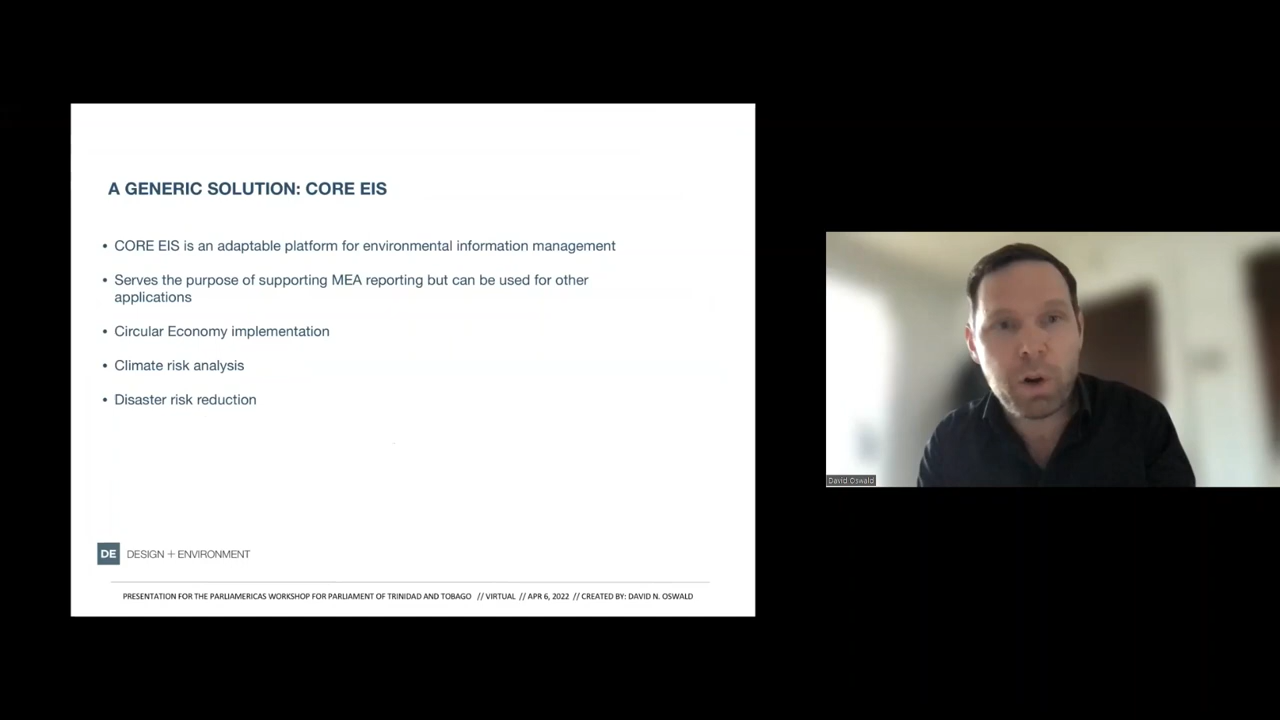 A GENERIC SOLUTION: CORE EIS
• CORE EIS is an adaptable platform for environmental information management
• Serves the purpose of supporting MEA reporting but can be used for other
applications
• Circular Economy implementation
• Climate risk analysis
• Disaster risk reduction
DE DESIGN + ENVIRONMENT
PRESENTATION FOR THE PARLIAMERICAS WORKSHOP FOR PARLIAMENT OF TRINIDAD AND TOBAGO // VIRTUAL // APR 6, 2022 // CREATED BY: DAVID N. OSWALD
David Oswald